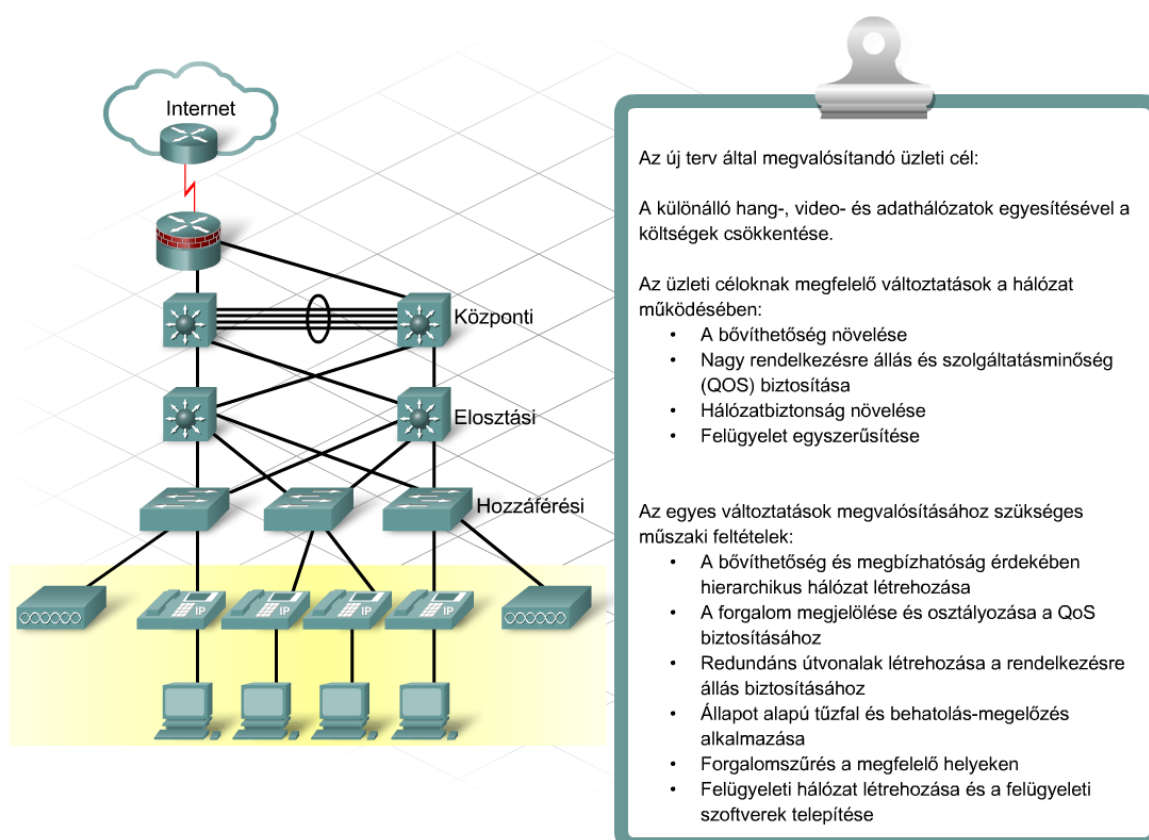 Internet
Központi
Elosztási
Hozzáférési
IP
IP
IP
IP
Az új terv által megvalósítandó üzleti cél:
A különálló hang-, video- és adathálózatok egyesítésével a
költségek csökkentése.
Az üzleti céloknak megfelelő változtatások a hálózat
működésében:
• A bővíthetőség növelése
• Nagy rendelkezésre állás és szolgáltatásminőség
(QOS) biztosítása
• Hálózatbiztonság növelése
• Felügyelet egyszerűsítése
Az egyes változtatások megvalósításához szükséges
műszaki feltételek:
• A bővíthetőség és megbízhatóság érdekében
hierarchikus hálózat létrehozása
• A forgalom megjelölése és osztályozása a QoS
biztosításához
• Redundáns útvonalak létrehozása a rendelkezésre
állás biztosításához
• Állapot alapú tűzfal és behatolás-megelőzés
alkalmazása
• Forgalomszűrés a megfelelő helyeken
• Felügyeleti hálózat létrehozása és a felügyeleti
szoftverek telepítése